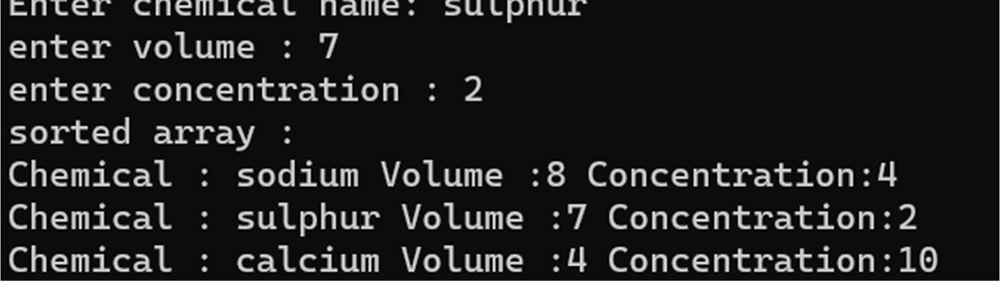 Enter chemical name: sulphur
enter volume : 7
enter concentration : 2
sorted array :
Chemical : sodium Volume :8 Concentration:4
Chemical : sulphur Volume :7 Concentration:2
Chemical : calcium Volume :4 Concentration:10